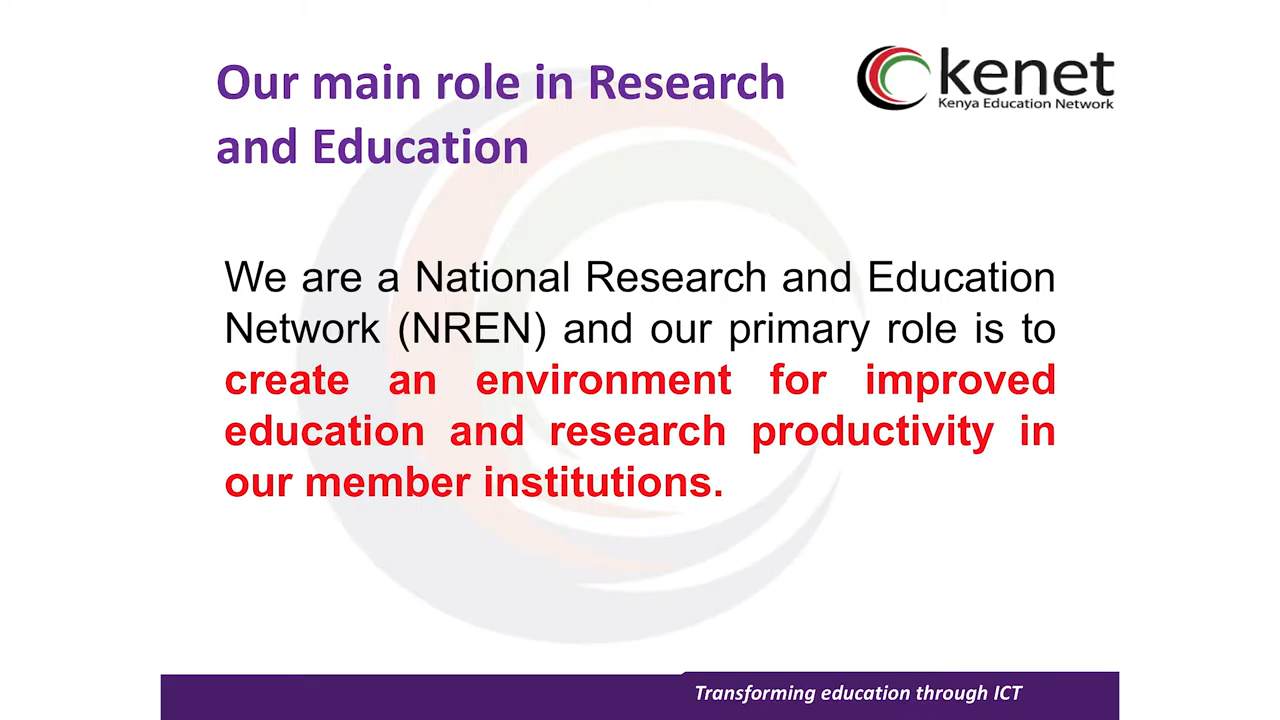 Our main role in Research
and Education
kenet
Kenya Education Network
We are a National Research and Education
Network (NREN) and our primary role is to
create an environment for improved
education and research productivity in
our member institutions.
Transforming education through ICT